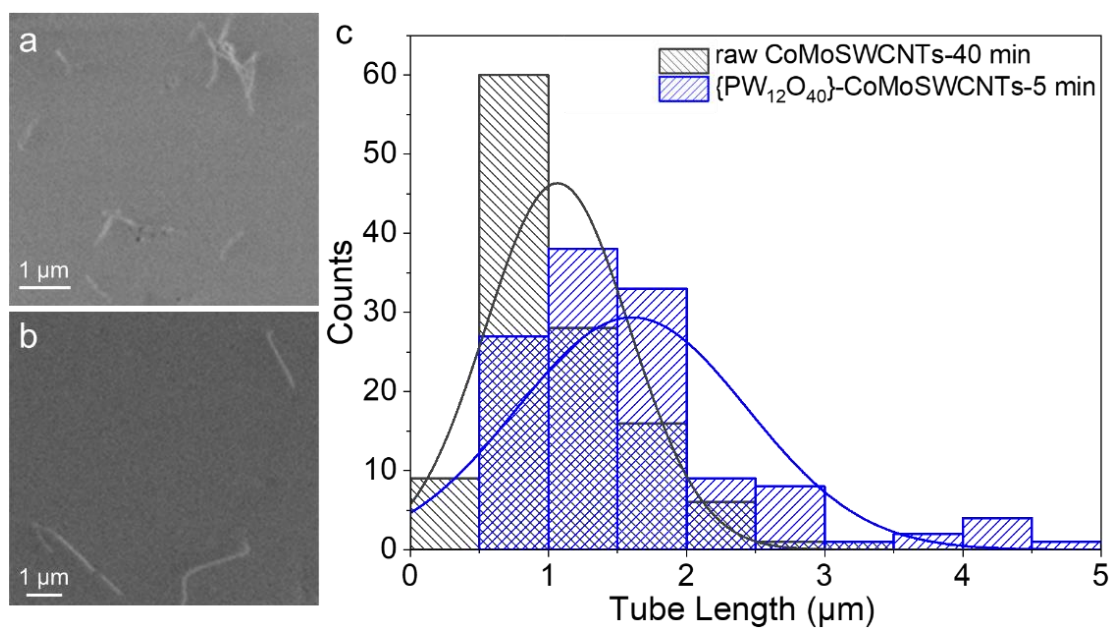 a
1 μm
b
1 μm
c
raw CoMoSWCNTs-40 min
{PW₁₂O₄₀}-CoMoSWCNTs-5 min
Counts
60
50
40
30
20
10
0
0 1 2 3 4 5
Tube Length (μm)